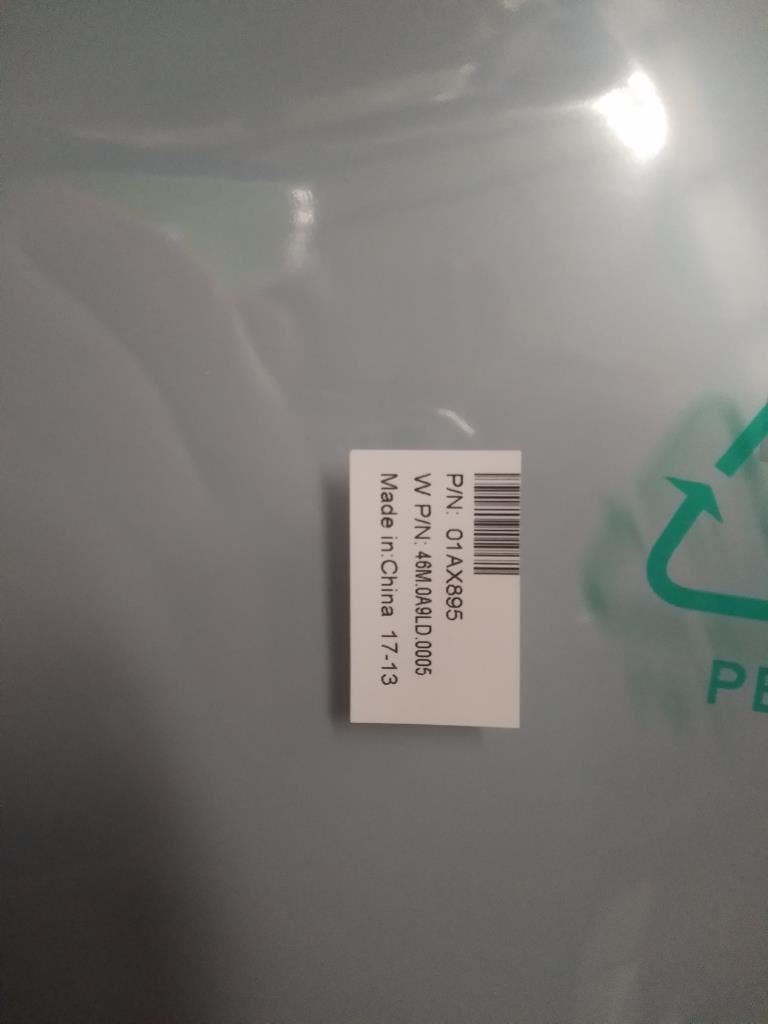 P/N: 01AX895
W P/N: 46M.0A9LD.0005
Made in:China 17-13
PE